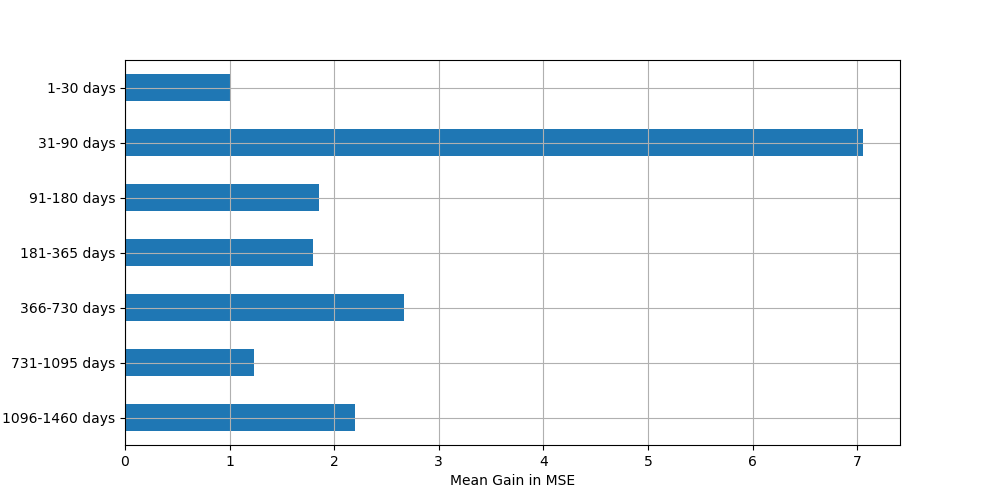 1-30 days
31-90 days
91-180 days
181-365 days
366-730 days
731-1095 days
1096-1460 days
0 1 2 3 4 5 6 7
Mean Gain in MSE